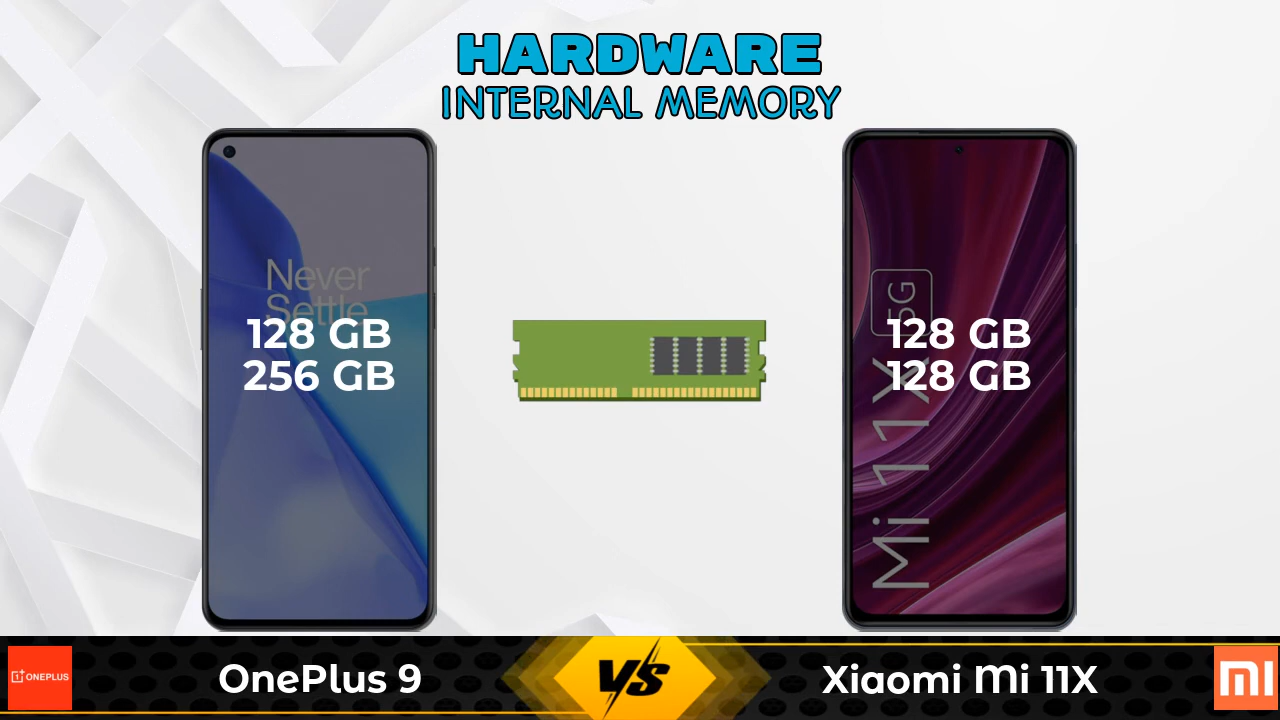 HARDWARE
INTERNAL MEMORY
Never
Settle
128 GB
256 GB
5G
Mi 11X
128 GB
128 GB
ONEPLUS
OnePlus 9
VS
Xiaomi Mi 11X
MI